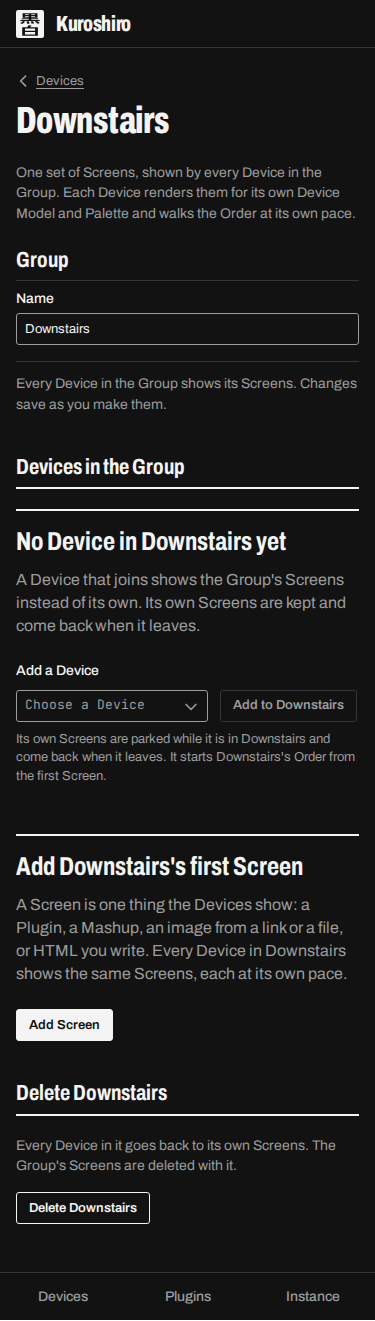 黒白
Kuroshiro
Devices
Downstairs
One set of Screens, shown by every Device in the
Group. Each Device renders them for its own Device
Model and Palette and walks the Order at its own pace.
Group
Name
Downstairs
Every Device in the Group shows its Screens. Changes
save as you make them.
Devices in the Group
No Device in Downstairs yet
A Device that joins shows the Group's Screens
instead of its own. Its own Screens are kept and
come back when it leaves.
Add a Device
Choose a Device
Add to Downstairs
Its own Screens are parked while it is in Downstairs and
come back when it leaves. It starts Downstairs's Order from
the first Screen.
Add Downstairs's first Screen
A Screen is one thing the Devices show: a
Plugin, a Mashup, an image from a link or a file,
or HTML you write. Every Device in Downstairs
shows the same Screens, each at its own pace.
Add Screen
Delete Downstairs
Every Device in it goes back to its own Screens. The
Group's Screens are deleted with it.
Delete Downstairs
Devices
Plugins
Instance